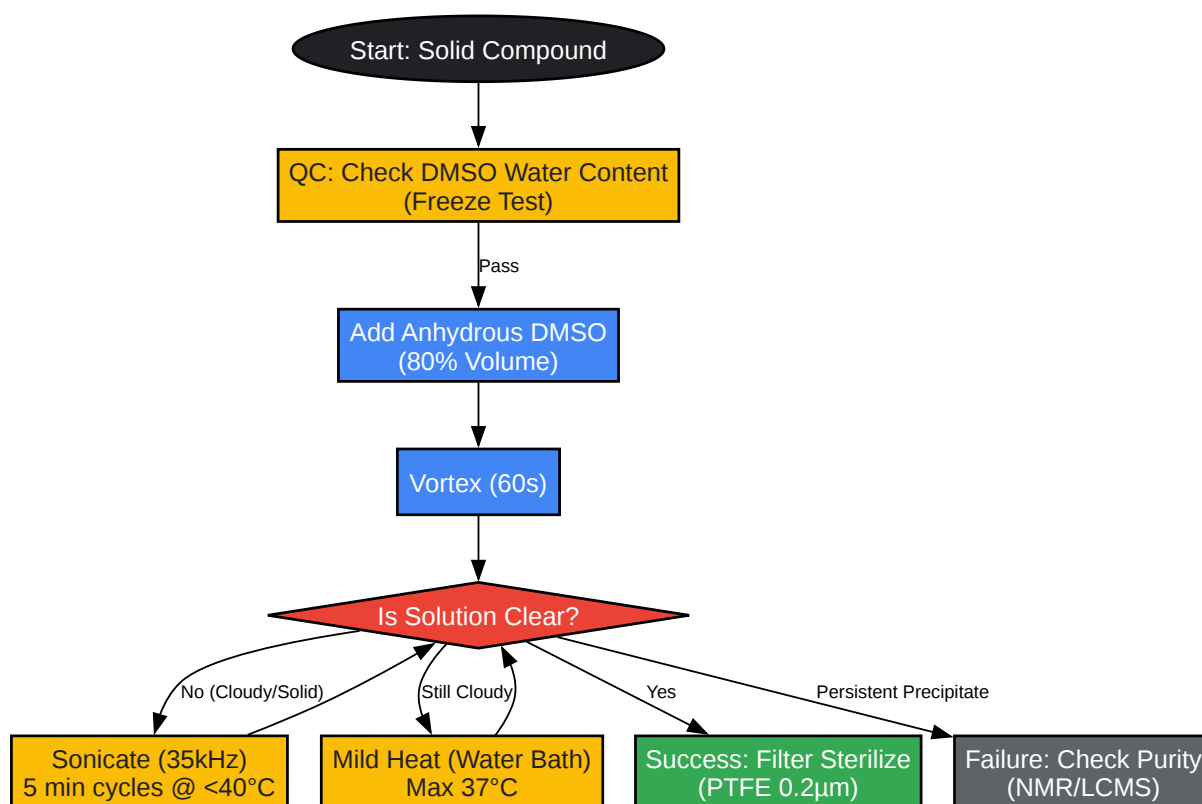 Start: Solid Compound
QC: Check DMSO Water Content
(Freeze Test)
Pass
Add Anhydrous DMSO
(80% Volume)
Vortex (60s)
Is Solution Clear?
No (Cloudy/Solid)
Still Cloudy
Yes
Persistent Precipitate
Sonicate (35kHz)
5 min cycles @ <40°C
Mild Heat (Water Bath)
Max 37°C
Success: Filter Sterilize
(PTFE 0.2µm)
Failure: Check Purity
(NMR/LCMS)